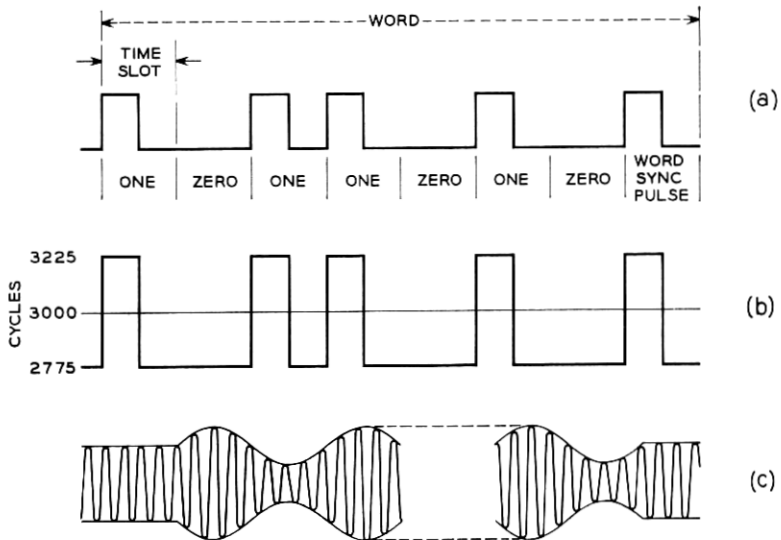 WORD
TIME
SLOT
(a)
ONE ZERO ONE ONE ZERO ONE ZERO WORD
SYNC
PULSE
3225
3000
2775
CYCLES
(b)
(c)